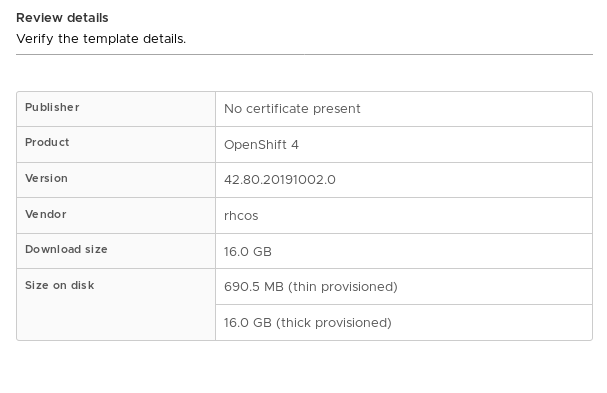 Review details
Verify the template details.
Publisher No certificate present
Product OpenShift 4
Version 42.80.20191002.0
Vendor rhcos
Download size 16.0 GB
Size on disk 690.5 MB (thin provisioned)
16.0 GB (thick provisioned)